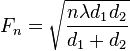 F_n = \sqrt{\frac{n\lambda d_1 d_2}{d_1 + d_2}}